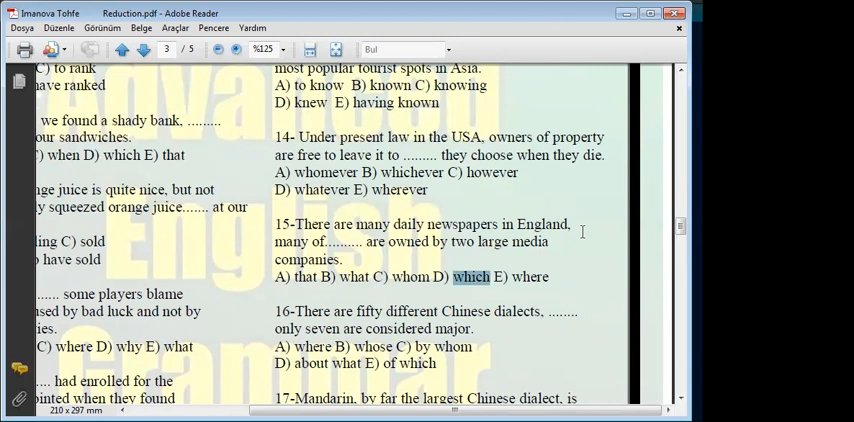 Imanova Tohfe Reduction.pdf - Adobe Reader
Dosya Düzenle Görünüm Belge Araçlar Pencere Yardım
3 / 5 %125 Bul
C) to rank
have ranked
we found a shady bank, ........
our sandwiches.
) when D) which E) that
nge juice is quite nice, but not
ly squeezed orange juice....... at our
ling C) sold
o have sold
....... some players blame
used by bad luck and not by
ies.
C) where D) why E) what
.... had enrolled for the
ointed when they found
most popular tourist spots in Asia.
A) to know B) known C) knowing
D) knew E) having known
14- Under present law in the USA, owners of property
are free to leave it to ......... they choose when they die.
A) whomever B) whichever C) however
D) whatever E) wherever
15-There are many daily newspapers in England,
many of.......... are owned by two large media
companies.
A) that B) what C) whom D) which E) where
16-There are fifty different Chinese dialects, ........
only seven are considered major.
A) where B) whose C) by whom
D) about what E) of which
17-Mandarin, by far the largest Chinese dialect, is
Advanced
English
Grammar
210 x 297 mm